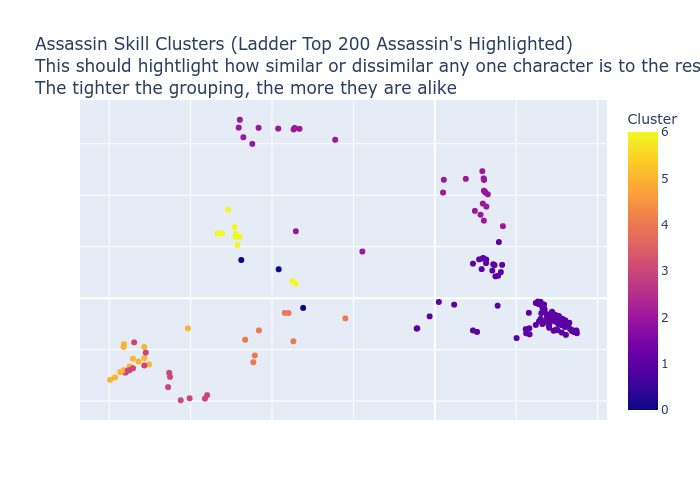 Assassin Skill Clusters (Ladder Top 200 Assassin's Highlighted)
This should hightlight how similar or dissimilar any one character is to the res
The tighter the grouping, the more they are alike
Cluster
6
5
4
3
2
1
0